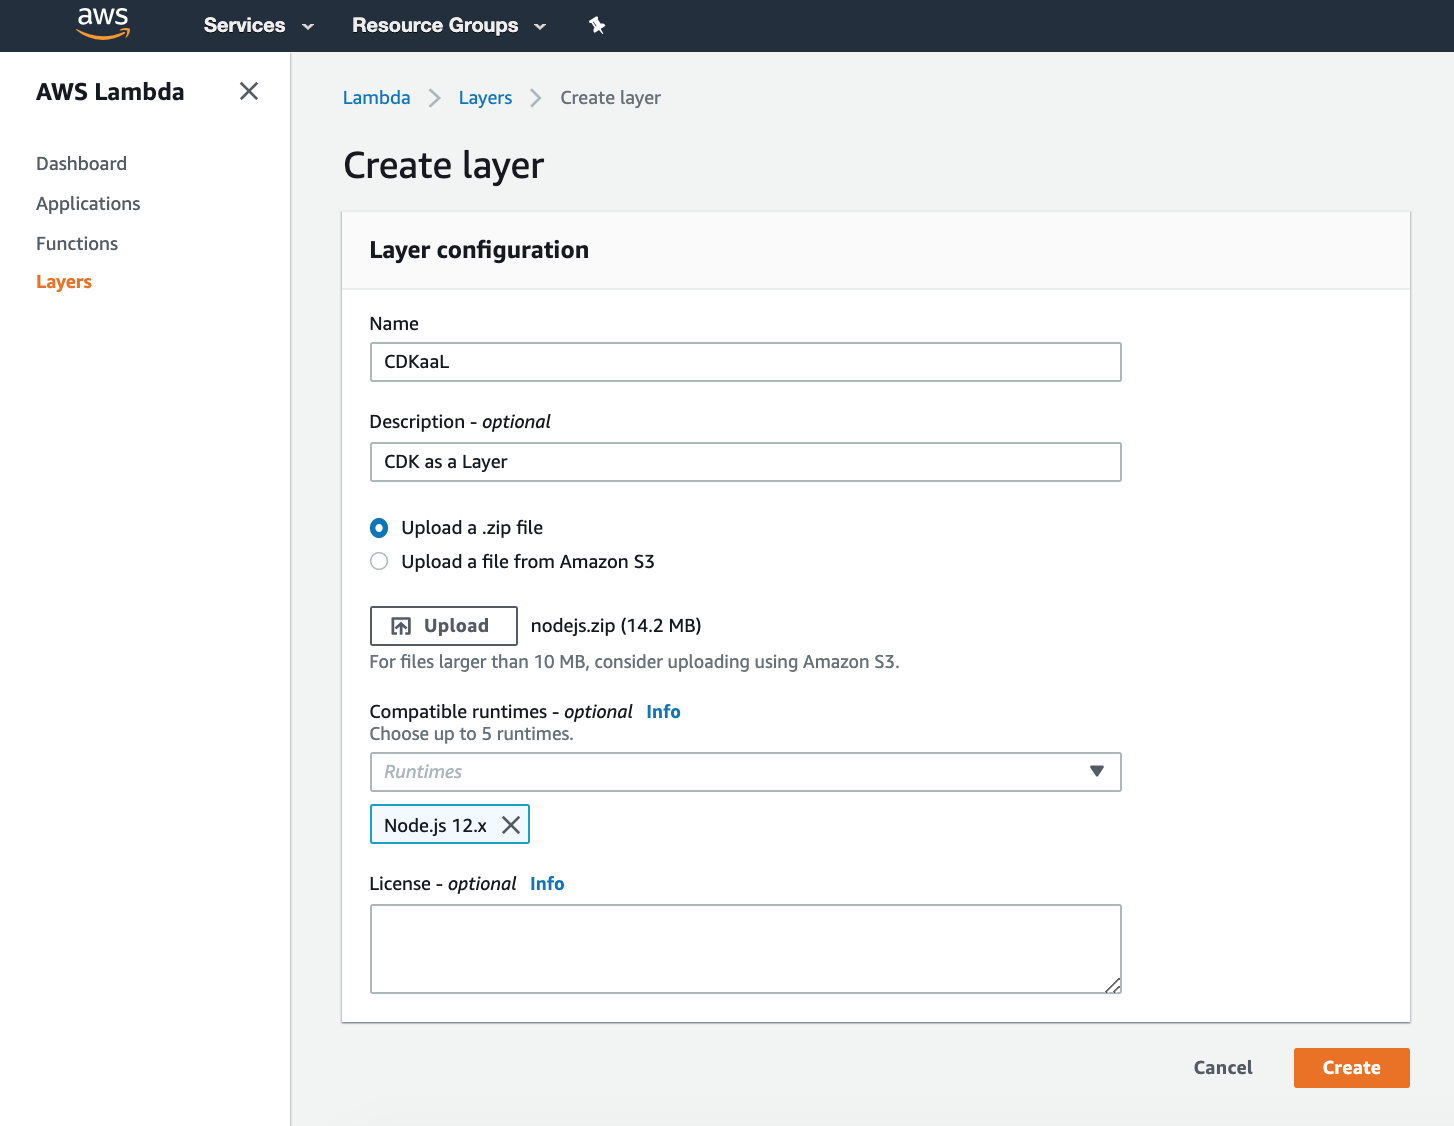 aws Services Resource Groups
AWS Lambda
Dashboard
Applications
Functions
Layers
Lambda Layers Create layer
Create layer
Layer configuration
Name
CDKaaL
Description - optional
CDK as a Layer
Upload a .zip file
Upload a file from Amazon S3
Upload nodejs.zip (14.2 MB)
For files larger than 10 MB, consider uploading using Amazon S3.
Compatible runtimes - optional Info
Choose up to 5 runtimes.
Runtimes
Node.js 12.x
License - optional Info
Cancel Create